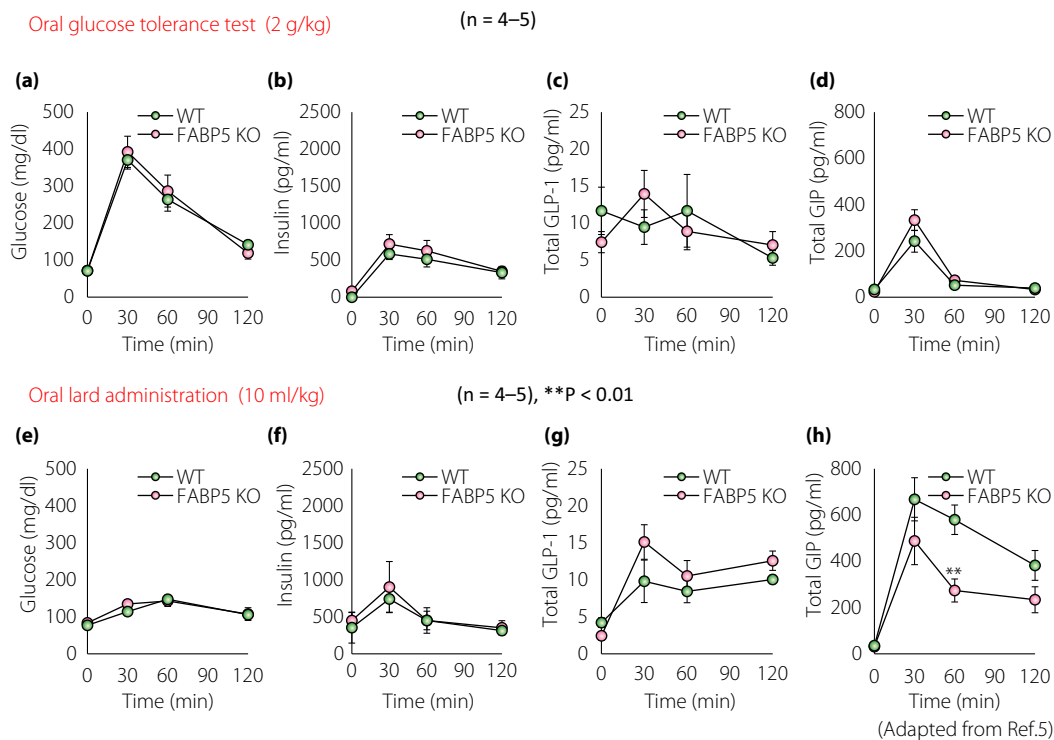 Oral glucose tolerance test (2 g/kg) (n = 4–5)
(a)
Glucose (mg/dl)
500
400
300
200
100
0
WT
FABP5 KO
0 30 60 90 120
Time (min)
(b)
Insulin (pg/ml)
2500
2000
1500
1000
500
0
WT
FABP5 KO
0 30 60 90 120
Time (min)
(c)
Total GLP-1 (pg/ml)
25
20
15
10
5
0
WT
FABP5 KO
0 30 60 90 120
Time (min)
(d)
Total GIP (pg/ml)
800
600
400
200
0
WT
FABP5 KO
0 30 60 90 120
Time (min)
Oral lard administration (10 ml/kg) (n = 4–5), **P < 0.01
(e)
Glucose (mg/dl)
500
400
300
200
100
0
WT
FABP5 KO
0 30 60 90 120
Time (min)
(f)
Insulin (pg/ml)
2500
2000
1500
1000
500
0
WT
FABP5 KO
0 30 60 90 120
Time (min)
(g)
Total GLP-1 (pg/ml)
25
20
15
10
5
0
WT
FABP5 KO
0 30 60 90 120
Time (min)
(h)
Total GIP (pg/ml)
800
600
400
200
0
WT
FABP5 KO
**
0 30 60 90 120
Time (min)
(Adapted from Ref.5)